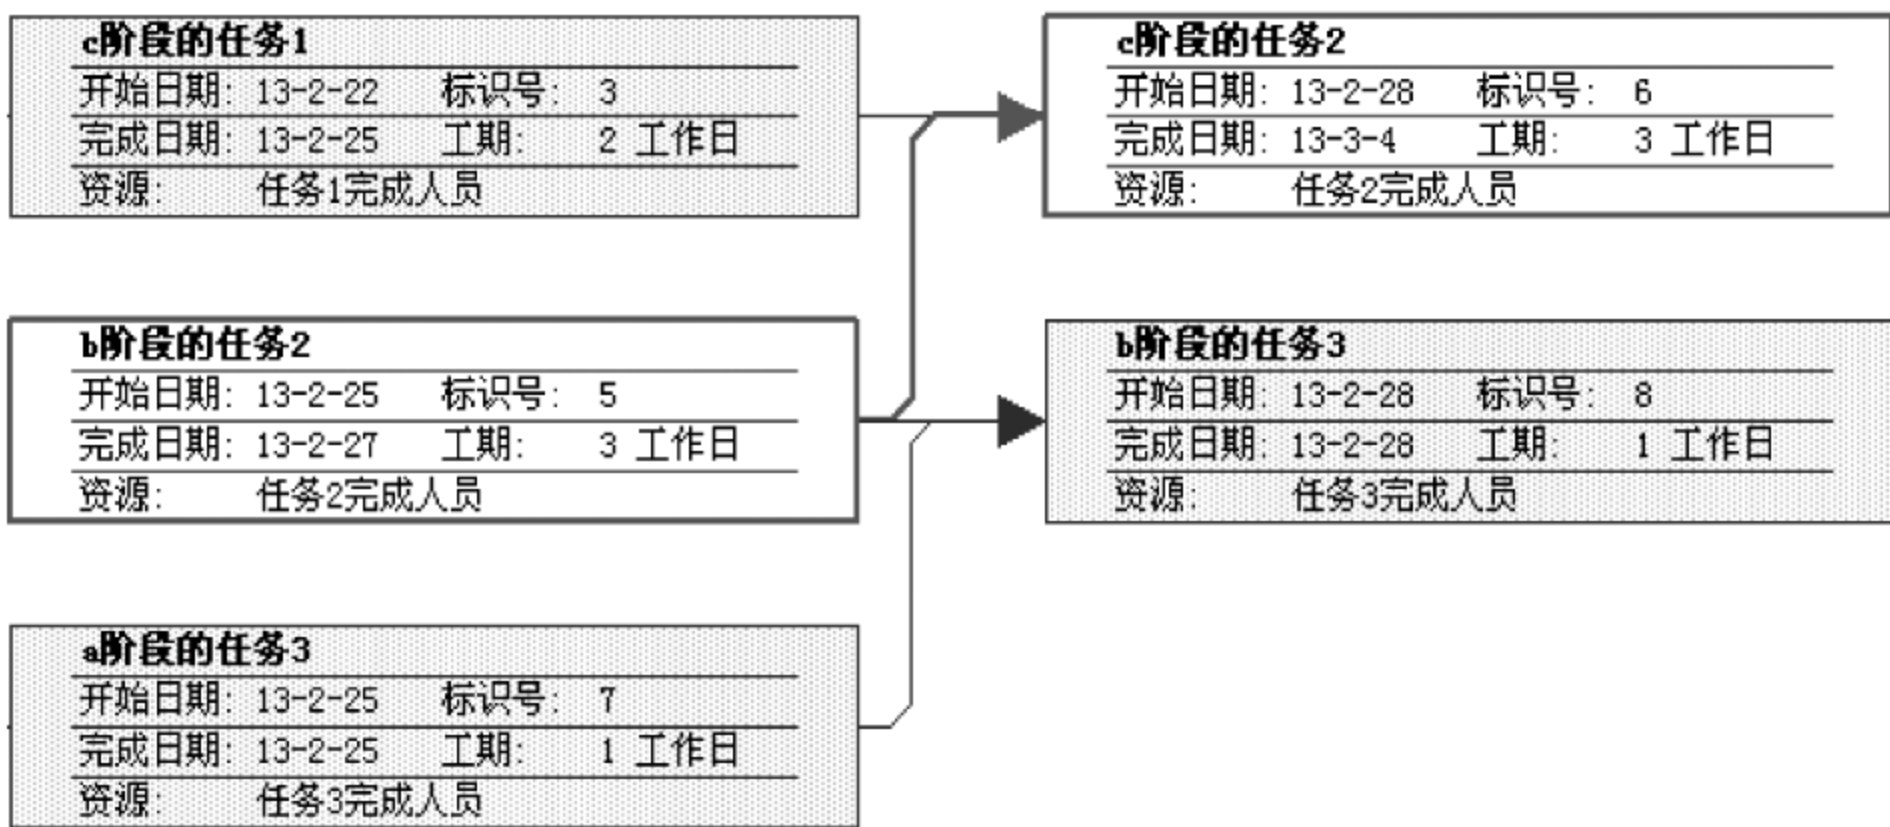 c阶段的任务1
开始日期: 13-2-22 标识号: 3
完成日期: 13-2-25 工期: 2 工作日
资源: 任务1完成人员
c阶段的任务2
开始日期: 13-2-28 标识号: 6
完成日期: 13-3-4 工期: 3 工作日
资源: 任务2完成人员
b阶段的任务2
开始日期: 13-2-25 标识号: 5
完成日期: 13-2-27 工期: 3 工作日
资源: 任务2完成人员
b阶段的任务3
开始日期: 13-2-28 标识号: 8
完成日期: 13-2-28 工期: 1 工作日
资源: 任务3完成人员
a阶段的任务3
开始日期: 13-2-25 标识号: 7
完成日期: 13-2-25 工期: 1 工作日
资源: 任务3完成人员